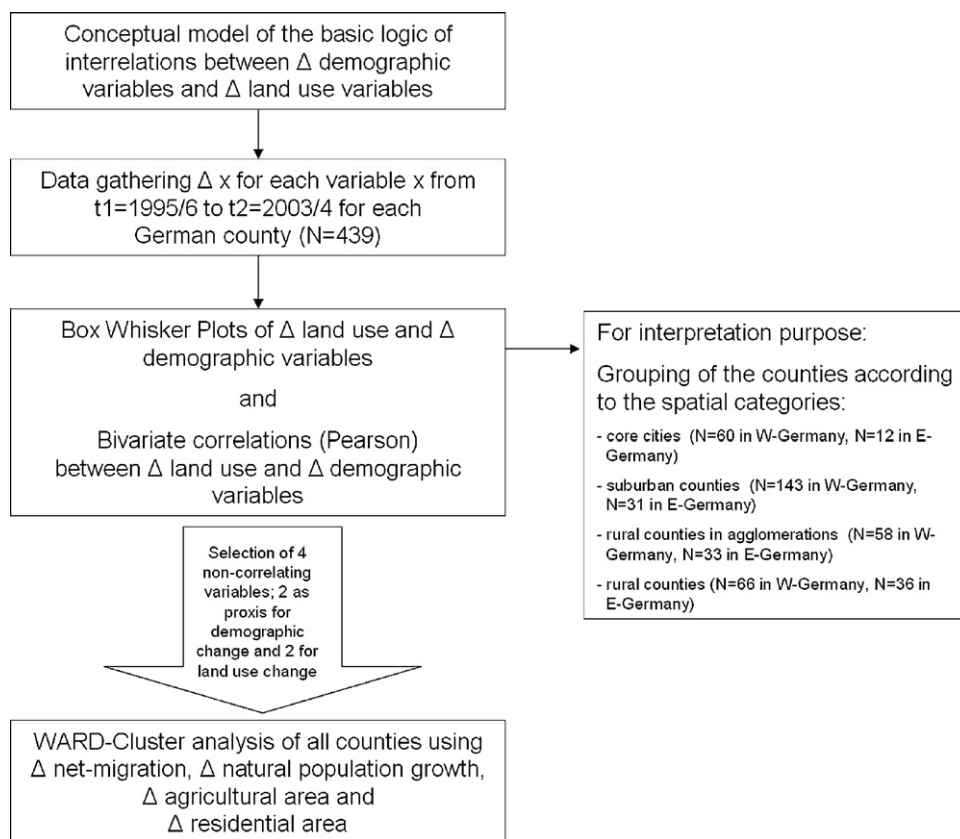 Conceptual model of the basic logic of
interrelations between Δ demographic
variables and Δ land use variables
Data gathering Δ x for each variable x from
t1=1995/6 to t2=2003/4 for each
German county (N=439)
Box Whisker Plots of Δ land use and Δ
demographic variables
and
Bivariate correlations (Pearson)
between Δ land use and Δ demographic
variables
For interpretation purpose:
Grouping of the counties according
to the spatial categories:
- core cities (N=60 in W-Germany, N=12 in E-
Germany)
- suburban counties (N=143 in W-Germany,
N=31 in E-Germany)
- rural counties in agglomerations (N=58 in W-
Germany, N=33 in E-Germany)
- rural counties (N=66 in W-Germany, N=36 in
E-Germany)
Selection of 4
non-correlating
variables; 2 as
proxis for
demographic
change and 2 for
land use change
WARD-Cluster analysis of all counties using
Δ net-migration, Δ natural population growth,
Δ agricultural area and
Δ residential area